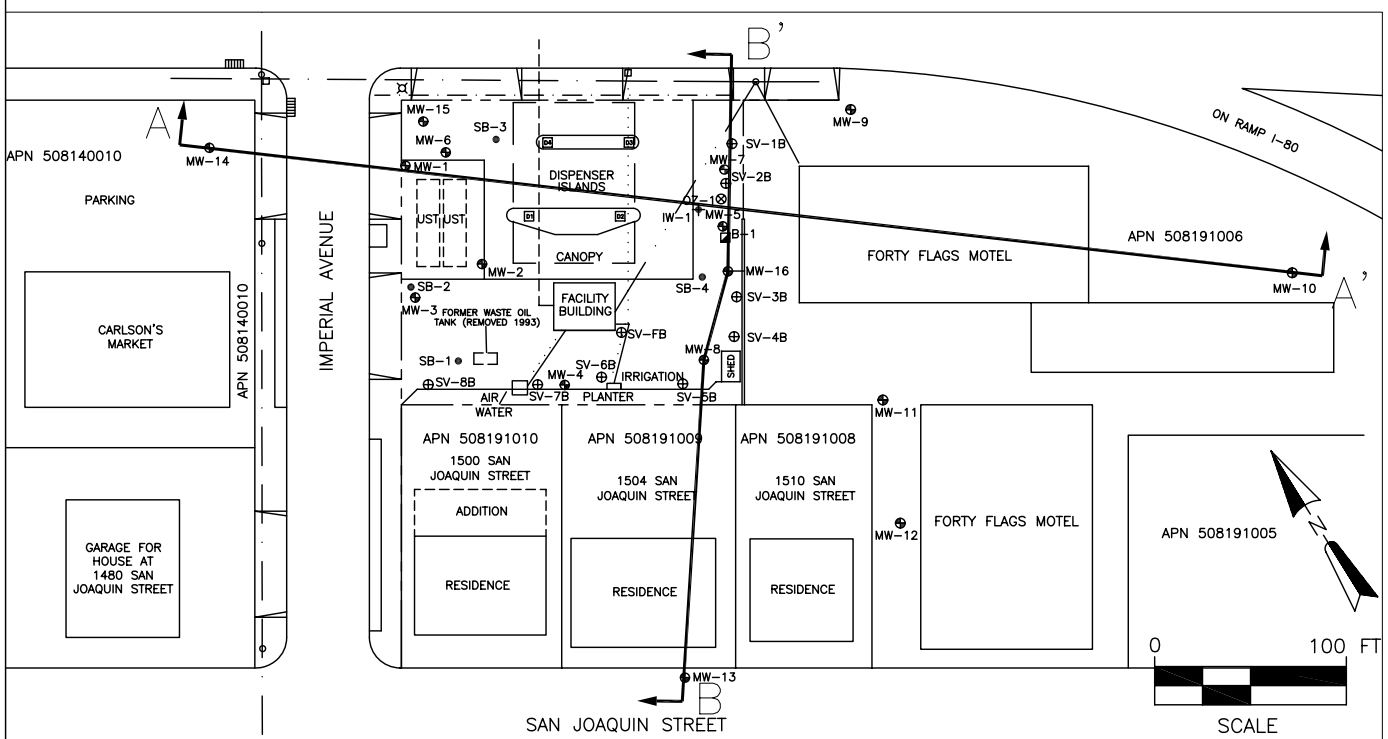 B'
A
MW-14
APN 508140010
PARKING
MW-15
MW-6
SB-3
MW-1
D4
D3
DISPENSER
ISLANDS
UST
UST
D1
D2
CANOPY
MW-2
MW-9
ON RAMP I-80
SV-1B
MW-7
SV-2B
OZ-1
IW-1
MW-5
B-1
MW-16
SB-4
SV-3B
SV-4B
FORTY FLAGS MOTEL
APN 508191006
MW-10
A'
CARLSON'S
MARKET
APN 508140010
IMPERIAL AVENUE
SB-2
MW-3
FORMER WASTE OIL
TANK (REMOVED 1993)
FACILITY
BUILDING
SV-FB
SB-1
SV-8B
AIR
WATER
SV-7B
MW-4
SV-6B
IRRIGATION
PLANTER
SV-5B
MW-8
SHED
MW-11
APN 508191010
1500 SAN
JOAQUIN STREET
ADDITION
RESIDENCE
APN 508191009
1504 SAN
JOAQUIN STREET
RESIDENCE
APN 508191008
1510 SAN
JOAQUIN STREET
RESIDENCE
MW-12
FORTY FLAGS MOTEL
APN 508191005
N
GARAGE FOR
HOUSE AT
1480 SAN
JOAQUIN STREET
MW-13
B
SAN JOAQUIN STREET
0 100 FT
SCALE